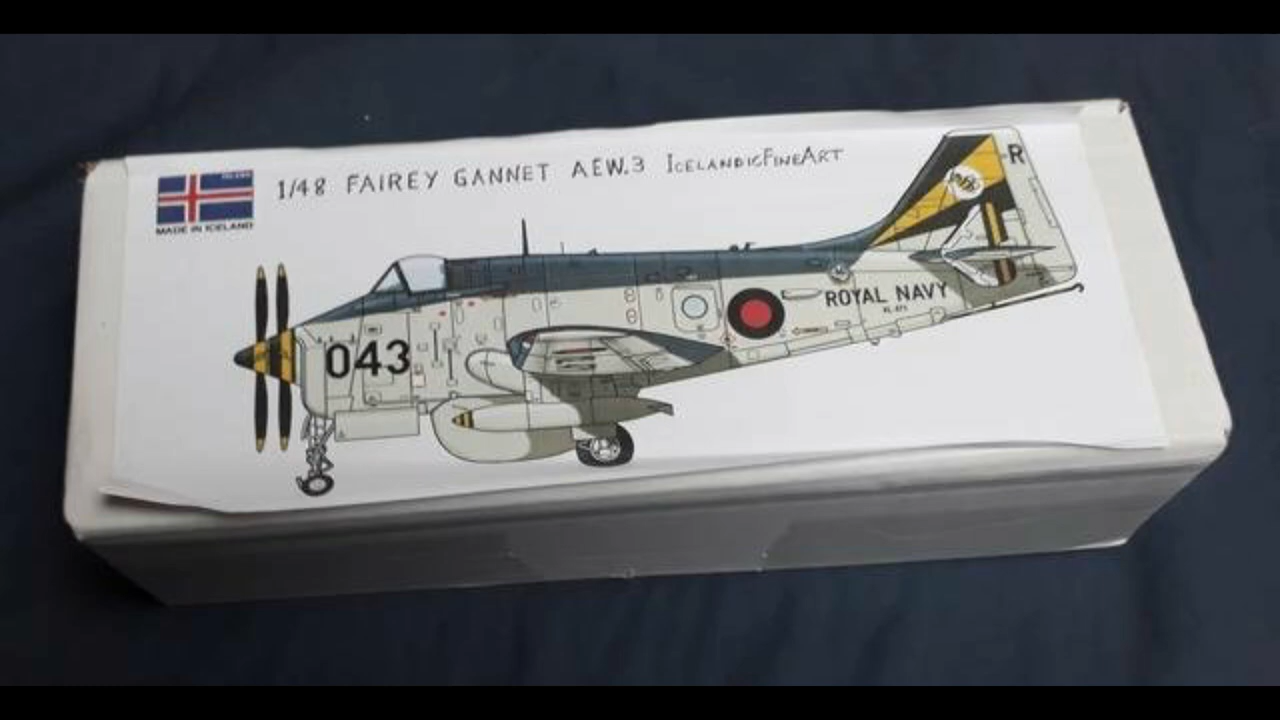 1/48 FAIREY GANNET AEW.3 ICELANDICFINEART
MADE IN ICELAND
R
ROYAL NAVY
043